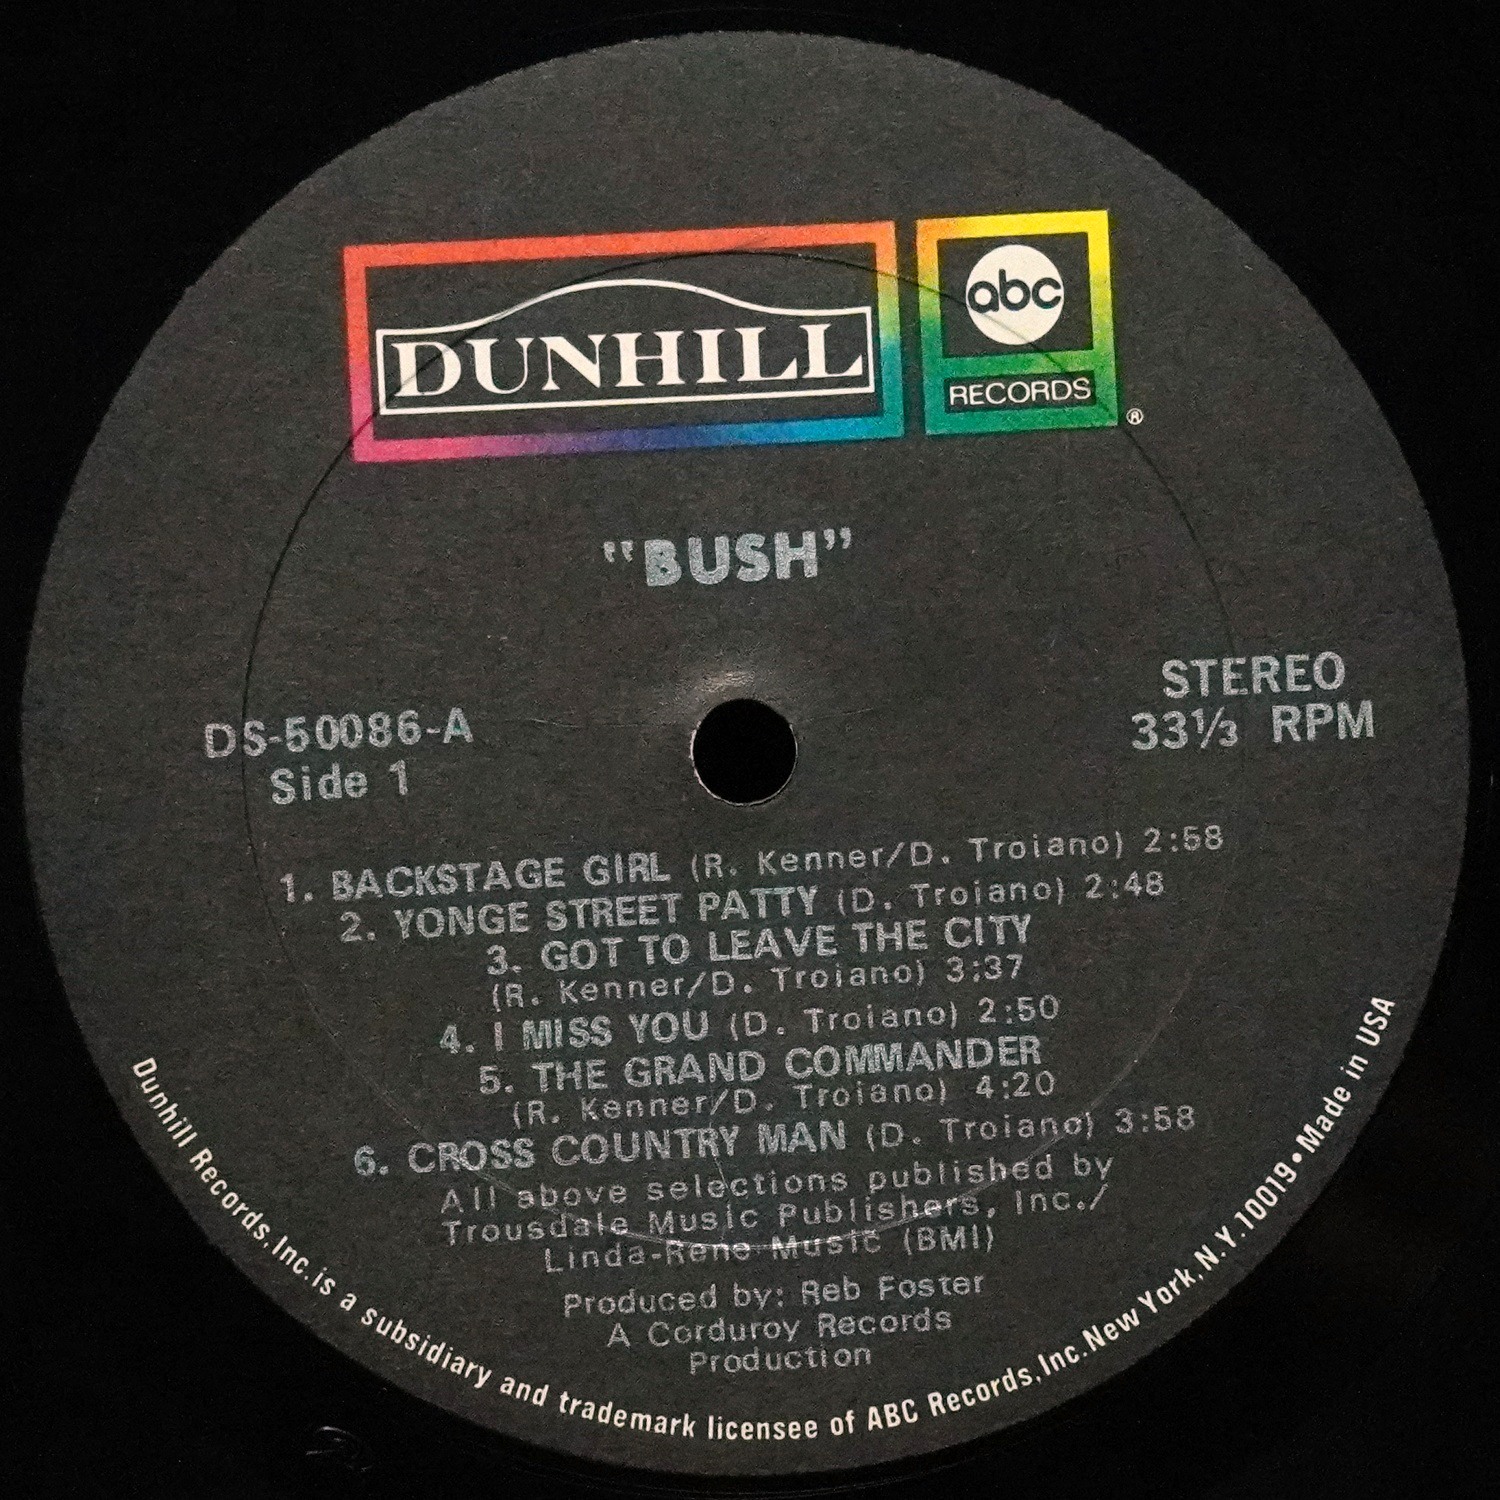 DUNHILL
abc
RECORDS
®
"BUSH"
STEREO
33⅓ RPM
DS-50086-A
Side 1
1. BACKSTAGE GIRL (R. Kenner/D. Troiano) 2:58
2. YONGE STREET PATTY (D. Troiano) 2:48
3. GOT TO LEAVE THE CITY
(R. Kenner/D. Troiano) 3:37
4. I MISS YOU (D. Troiano) 2:50
5. THE GRAND COMMANDER
(R. Kenner/D. Troiano) 4:20
6. CROSS COUNTRY MAN (D. Troiano) 3:58
All above selections published by
Trousdale Music Publishers, Inc./
Linda-Rene Music (BMI)
Produced by: Reb Foster
A Corduroy Records
Production
Dunhill Records, Inc. is a subsidiary and trademark licensee of ABC Records, Inc. New York, N.Y. 10019 • Made in USA